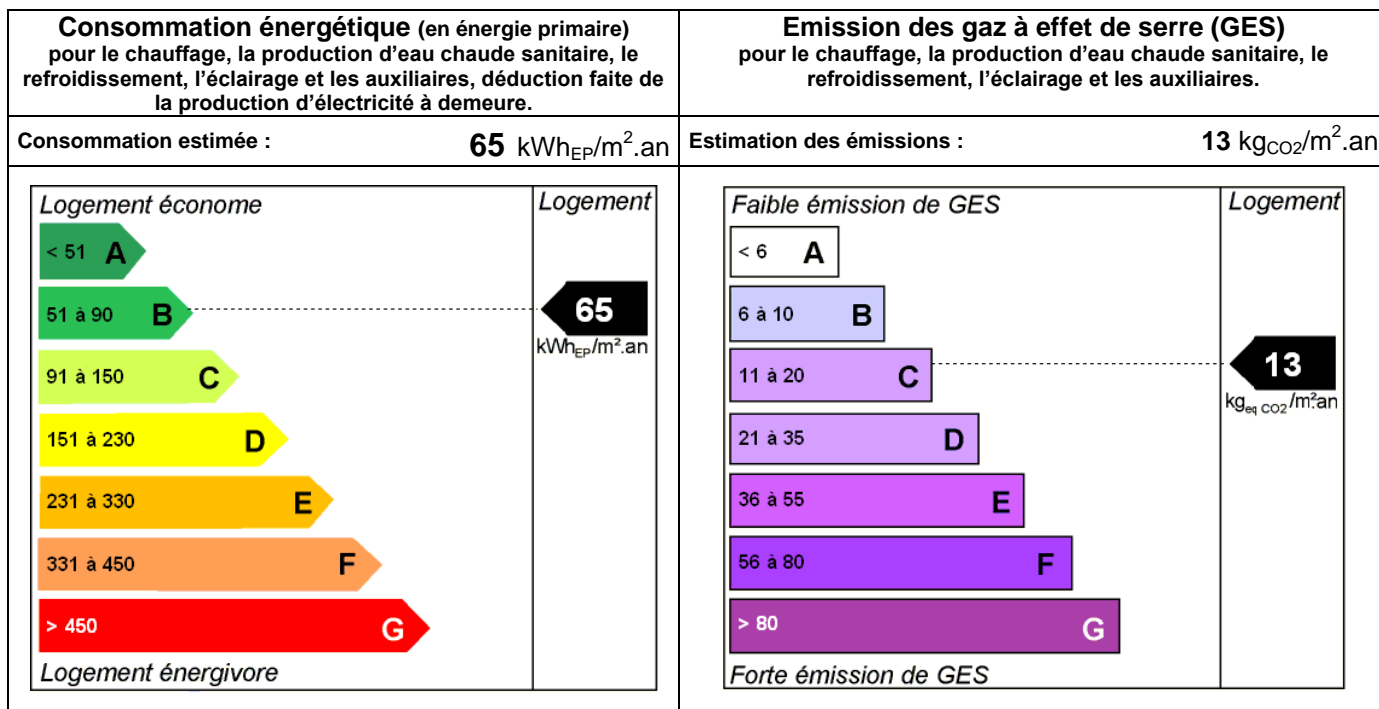 Consommation énergétique (en énergie primaire)
pour le chauffage, la production d'eau chaude sanitaire, le
refroidissement, l'éclairage et les auxiliaires, déduction faite de
la production d'électricité à demeure.
Emission des gaz à effet de serre (GES)
pour le chauffage, la production d'eau chaude sanitaire, le
refroidissement, l'éclairage et les auxiliaires.
Consommation estimée : 65 kWhEP/m².an
Estimation des émissions : 13 kgCO2/m².an
Logement économe
Logement
< 51 A
51 à 90 B
65
kWhEP/m².an
91 à 150 C
151 à 230 D
231 à 330 E
331 à 450 F
> 450 G
Logement énergivore
Faible émission de GES
Logement
< 6 A
6 à 10 B
11 à 20 C
13
kgeq CO2/m².an
21 à 35 D
36 à 55 E
56 à 80 F
> 80 G
Forte émission de GES